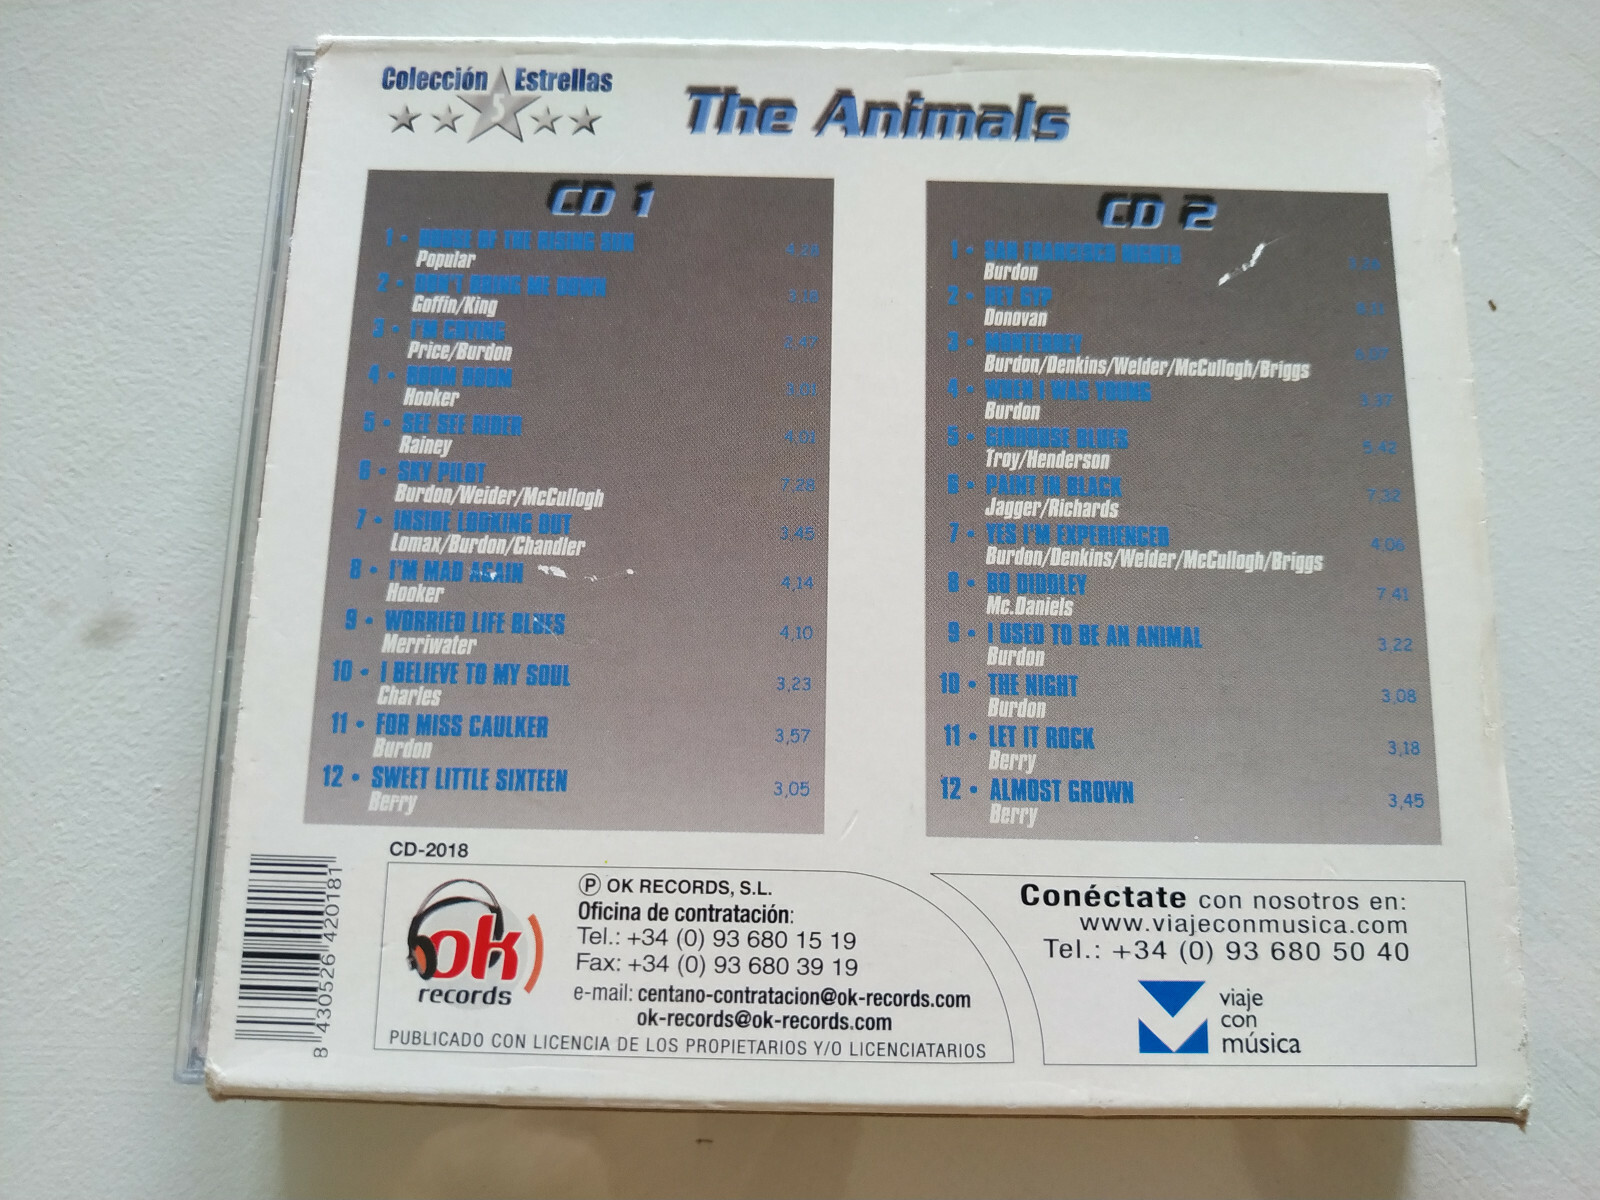 Colección 5 Estrellas
The Animals
CD 1
1 • HOUSE OF THE RISING SUN 4,24
Popular
2 • DON'T BRING ME DOWN 3,18
Goffin/King
3 • I'M CRYING 2,47
Price/Burdon
4 • BOOM BOOM 3,01
Hooker
5 • SEE SEE RIDER 4,01
Rainey
6 • SKY PILOT 7,28
Burdon/Weider/McCullogh
7 • INSIDE LOOKING OUT 3,45
Lomax/Burdon/Chandler
8 • I'M MAD AGAIN 4,14
Hooker
9 • WORRIED LIFE BLUES 4,10
Merriwater
10 • I BELIEVE TO MY SOUL 3,23
Charles
11 • FOR MISS CAULKER 3,57
Burdon
12 • SWEET LITTLE SIXTEEN 3,05
Berry
CD 2
1 • SAN FRANCISCO NIGHTS
Burdon
2 • HEY GYP
Donovan
3 • MONTERREY
Burdon/Denkins/Welder/McCullogh/Briggs
4 • WHEN I WAS YOUNG
Burdon
5 • GINHOUSE BLUES 5,42
Troy/Henderson
6 • PAINT IN BLACK 7,32
Jagger/Richards
7 • YES I'M EXPERIENCED 4,06
Burdon/Denkins/Welder/McCullogh/Briggs
8 • BO DIDDLEY 7,41
Mc.Daniels
9 • I USED TO BE AN ANIMAL 3,22
Burdon
10 • THE NIGHT 3,08
Burdon
11 • LET IT ROCK 3,18
Berry
12 • ALMOST GROWN 3,45
Berry
CD-2018
8 430526 420181
ok
records
Ⓟ OK RECORDS, S.L.
Oficina de contratación:
Tel.: +34 (0) 93 680 15 19
Fax: +34 (0) 93 680 39 19
e-mail: centano-contratacion@ok-records.com
ok-records@ok-records.com
PUBLICADO CON LICENCIA DE LOS PROPIETARIOS Y/O LICENCIATARIOS
Conéctate con nosotros en:
www.viajeconmusica.com
Tel.: +34 (0) 93 680 50 40
viaje
con
música